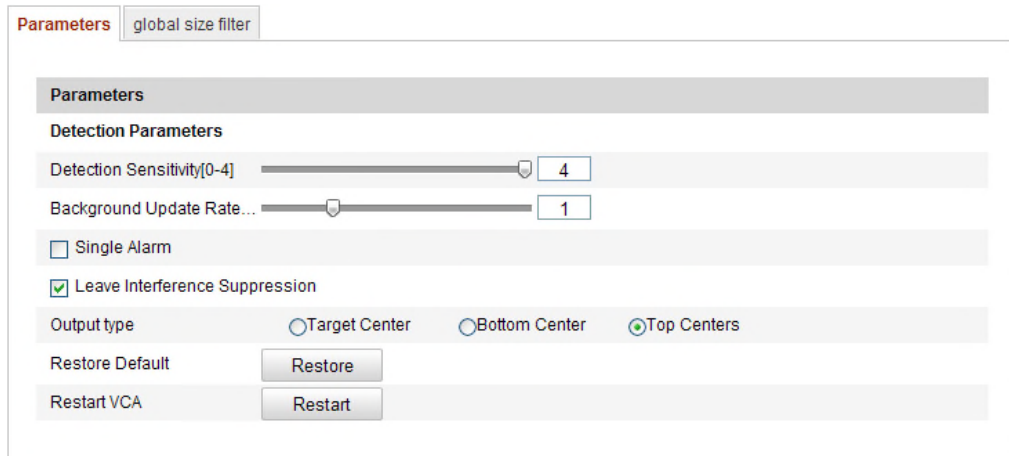 Parameters global size filter
Parameters
Detection Parameters
Detection Sensitivity[0-4] 4
Background Update Rate... 1
Single Alarm
Leave Interference Suppression
Output type Target Center Bottom Center Top Centers
Restore Default Restore
Restart VCA Restart